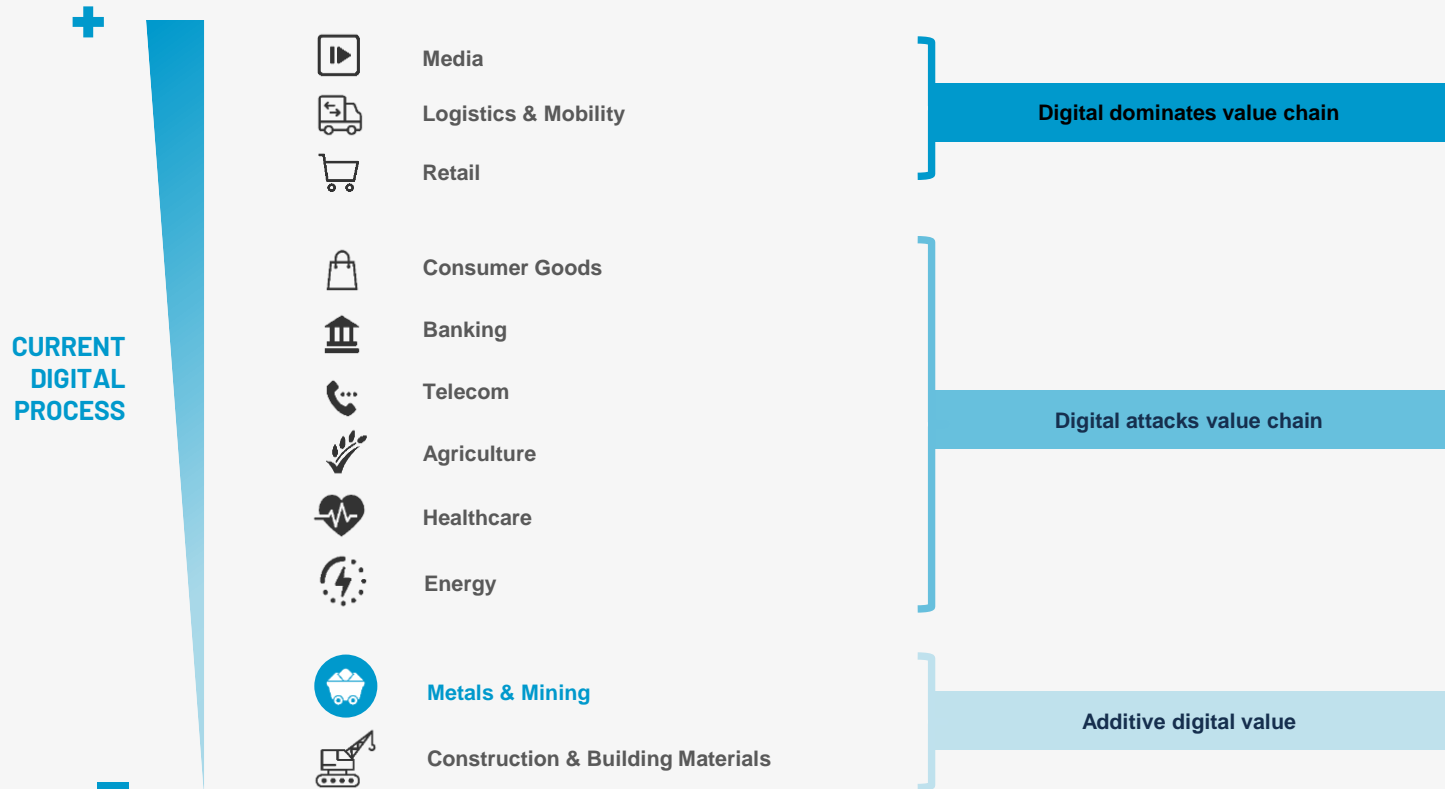 Media
Logistics & Mobility
Retail
Digital dominates value chain
Consumer Goods
Banking
Telecom
Agriculture
Healthcare
Energy
Digital attacks value chain
CURRENT
DIGITAL
PROCESS
Metals & Mining
Construction & Building Materials
Additive digital value